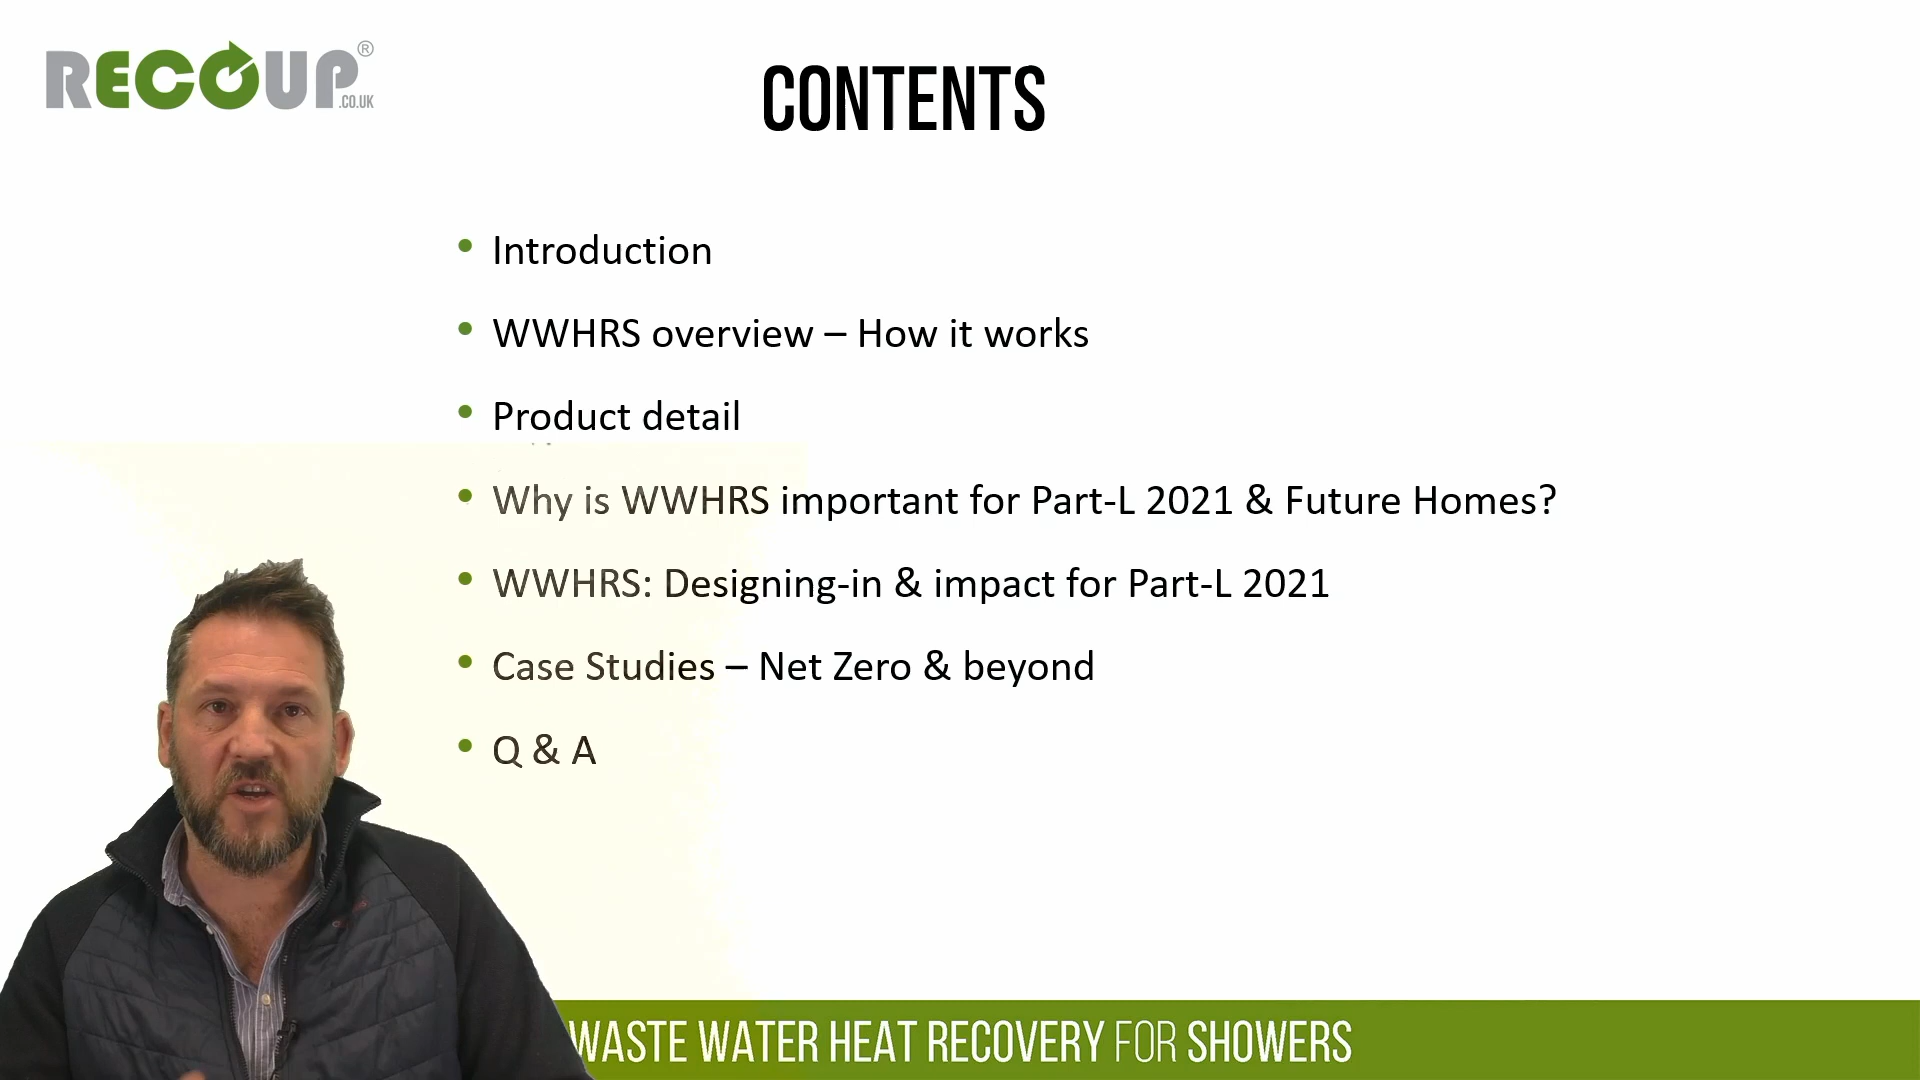 RECOUP®
.CO.UK
CONTENTS
• Introduction
• WWHRS overview – How it works
• Product detail
• Why is WWHRS important for Part-L 2021 & Future Homes?
• WWHRS: Designing-in & impact for Part-L 2021
• Case Studies – Net Zero & beyond
• Q & A
WASTE WATER HEAT RECOVERY FOR SHOWERS